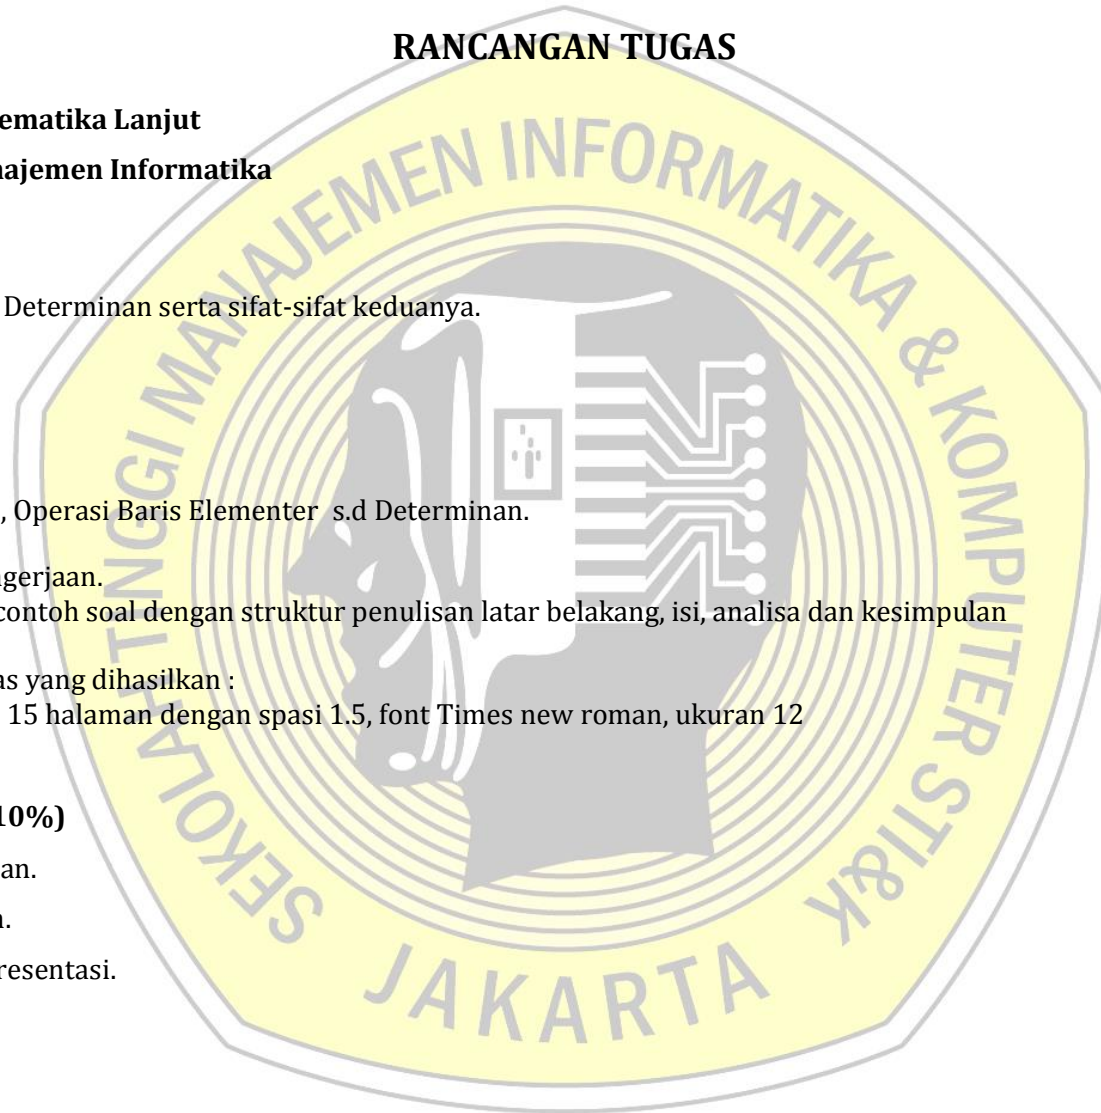 RANCANGAN TUGAS
ematika Lanjut
najemen Informatika
Determinan serta sifat-sifat keduanya.
, Operasi Baris Elementer s.d Determinan.
ngerjaan.
contoh soal dengan struktur penulisan latar belakang, isi, analisa dan kesimpulan
as yang dihasilkan :
15 halaman dengan spasi 1.5, font Times new roman, ukuran 12
10%)
an.
n.
resentasi.
SEKOLAH TINGGI MANAJEMEN INFORMATIKA & KOMPUTER STI&K
JAKARTA